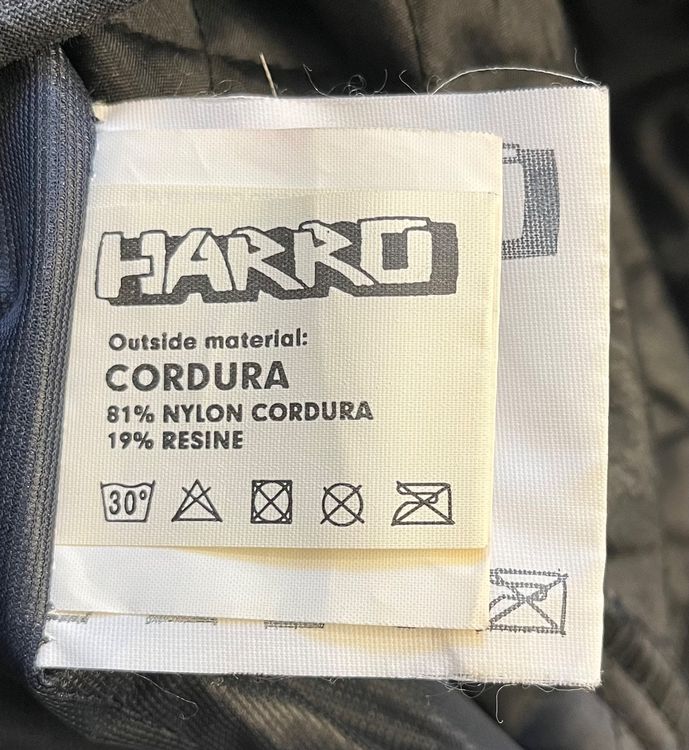 HARRO
Outside material:
CORDURA
81% NYLON CORDURA
19% RESINE
30°